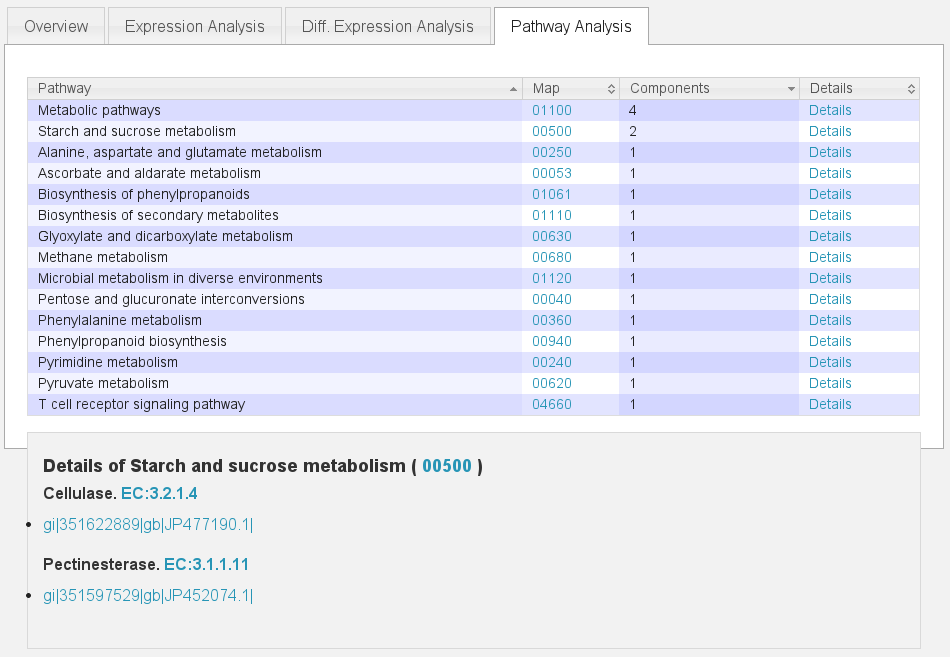 Overview Expression Analysis Diff. Expression Analysis Pathway Analysis
Pathway Map Components Details
Metabolic pathways 01100 4 Details
Starch and sucrose metabolism 00500 2 Details
Alanine, aspartate and glutamate metabolism 00250 1 Details
Ascorbate and aldarate metabolism 00053 1 Details
Biosynthesis of phenylpropanoids 01061 1 Details
Biosynthesis of secondary metabolites 01110 1 Details
Glyoxylate and dicarboxylate metabolism 00630 1 Details
Methane metabolism 00680 1 Details
Microbial metabolism in diverse environments 01120 1 Details
Pentose and glucuronate interconversions 00040 1 Details
Phenylalanine metabolism 00360 1 Details
Phenylpropanoid biosynthesis 00940 1 Details
Pyrimidine metabolism 00240 1 Details
Pyruvate metabolism 00620 1 Details
T cell receptor signaling pathway 04660 1 Details
Details of Starch and sucrose metabolism ( 00500 )
Cellulase. EC:3.2.1.4
• gi|351622889|gb|JP477190.1|
Pectinesterase. EC:3.1.1.11
• gi|351597529|gb|JP452074.1|